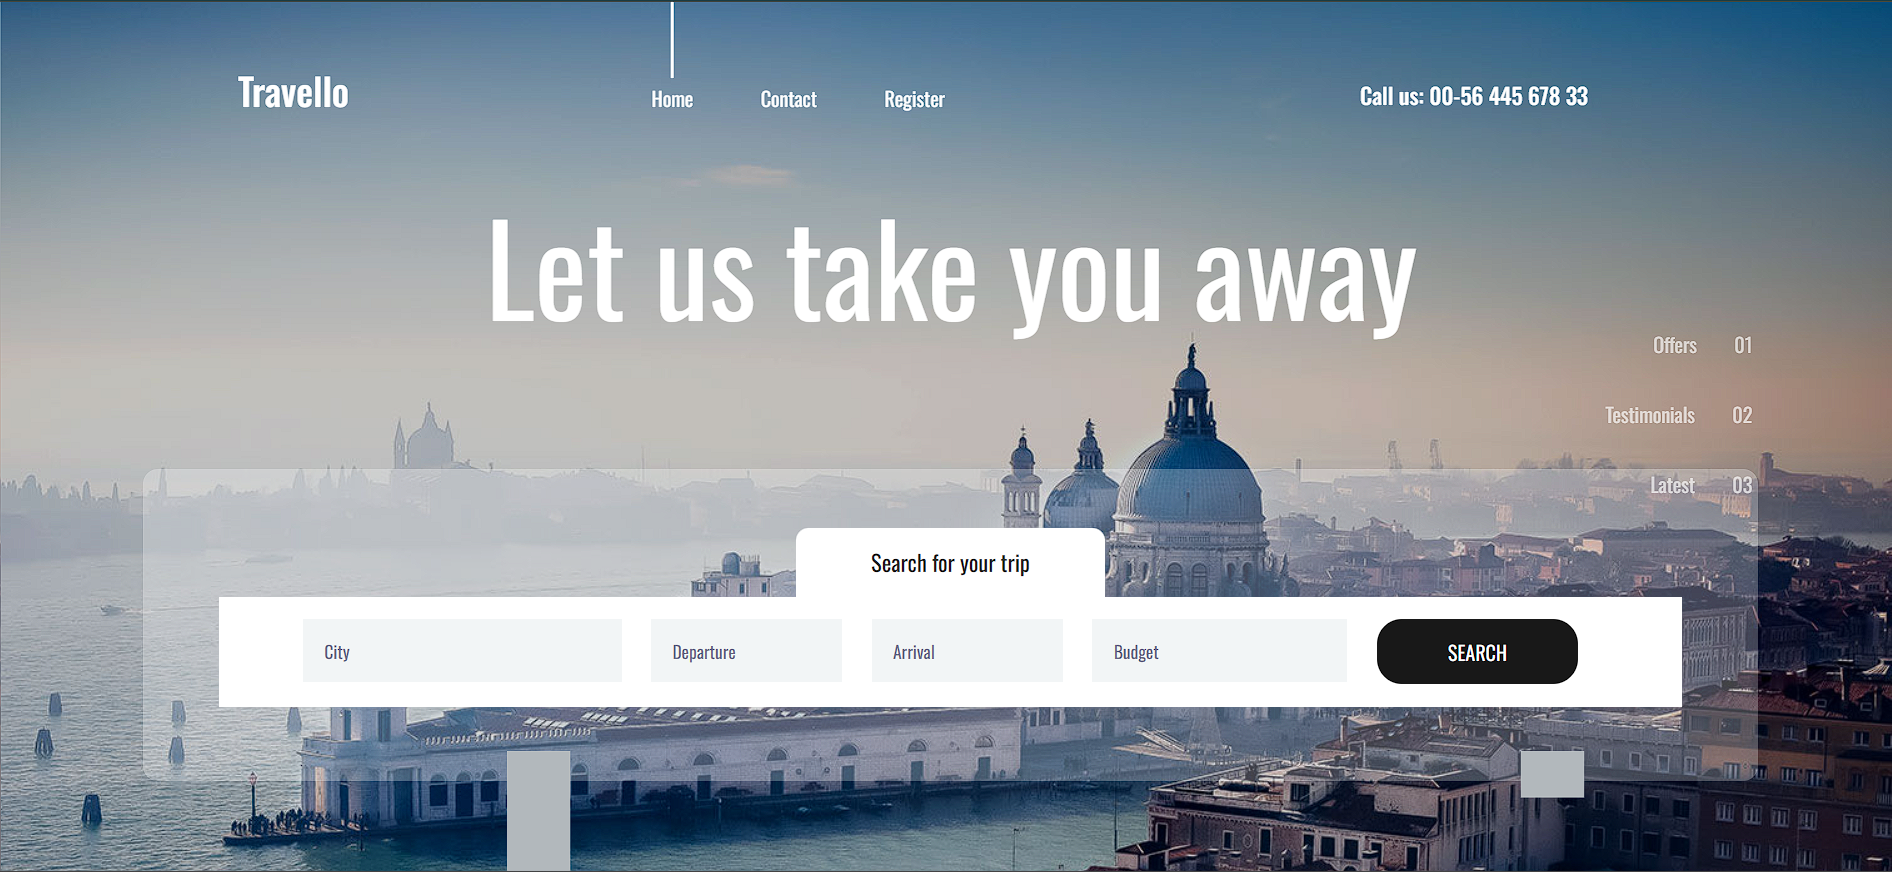 Travello
Home
Contact
Register
Call us: 00-56 445 678 33
Let us take you away
Offers 01
Testimonials 02
Latest 03
Search for your trip
City
Departure
Arrival
Budget
SEARCH